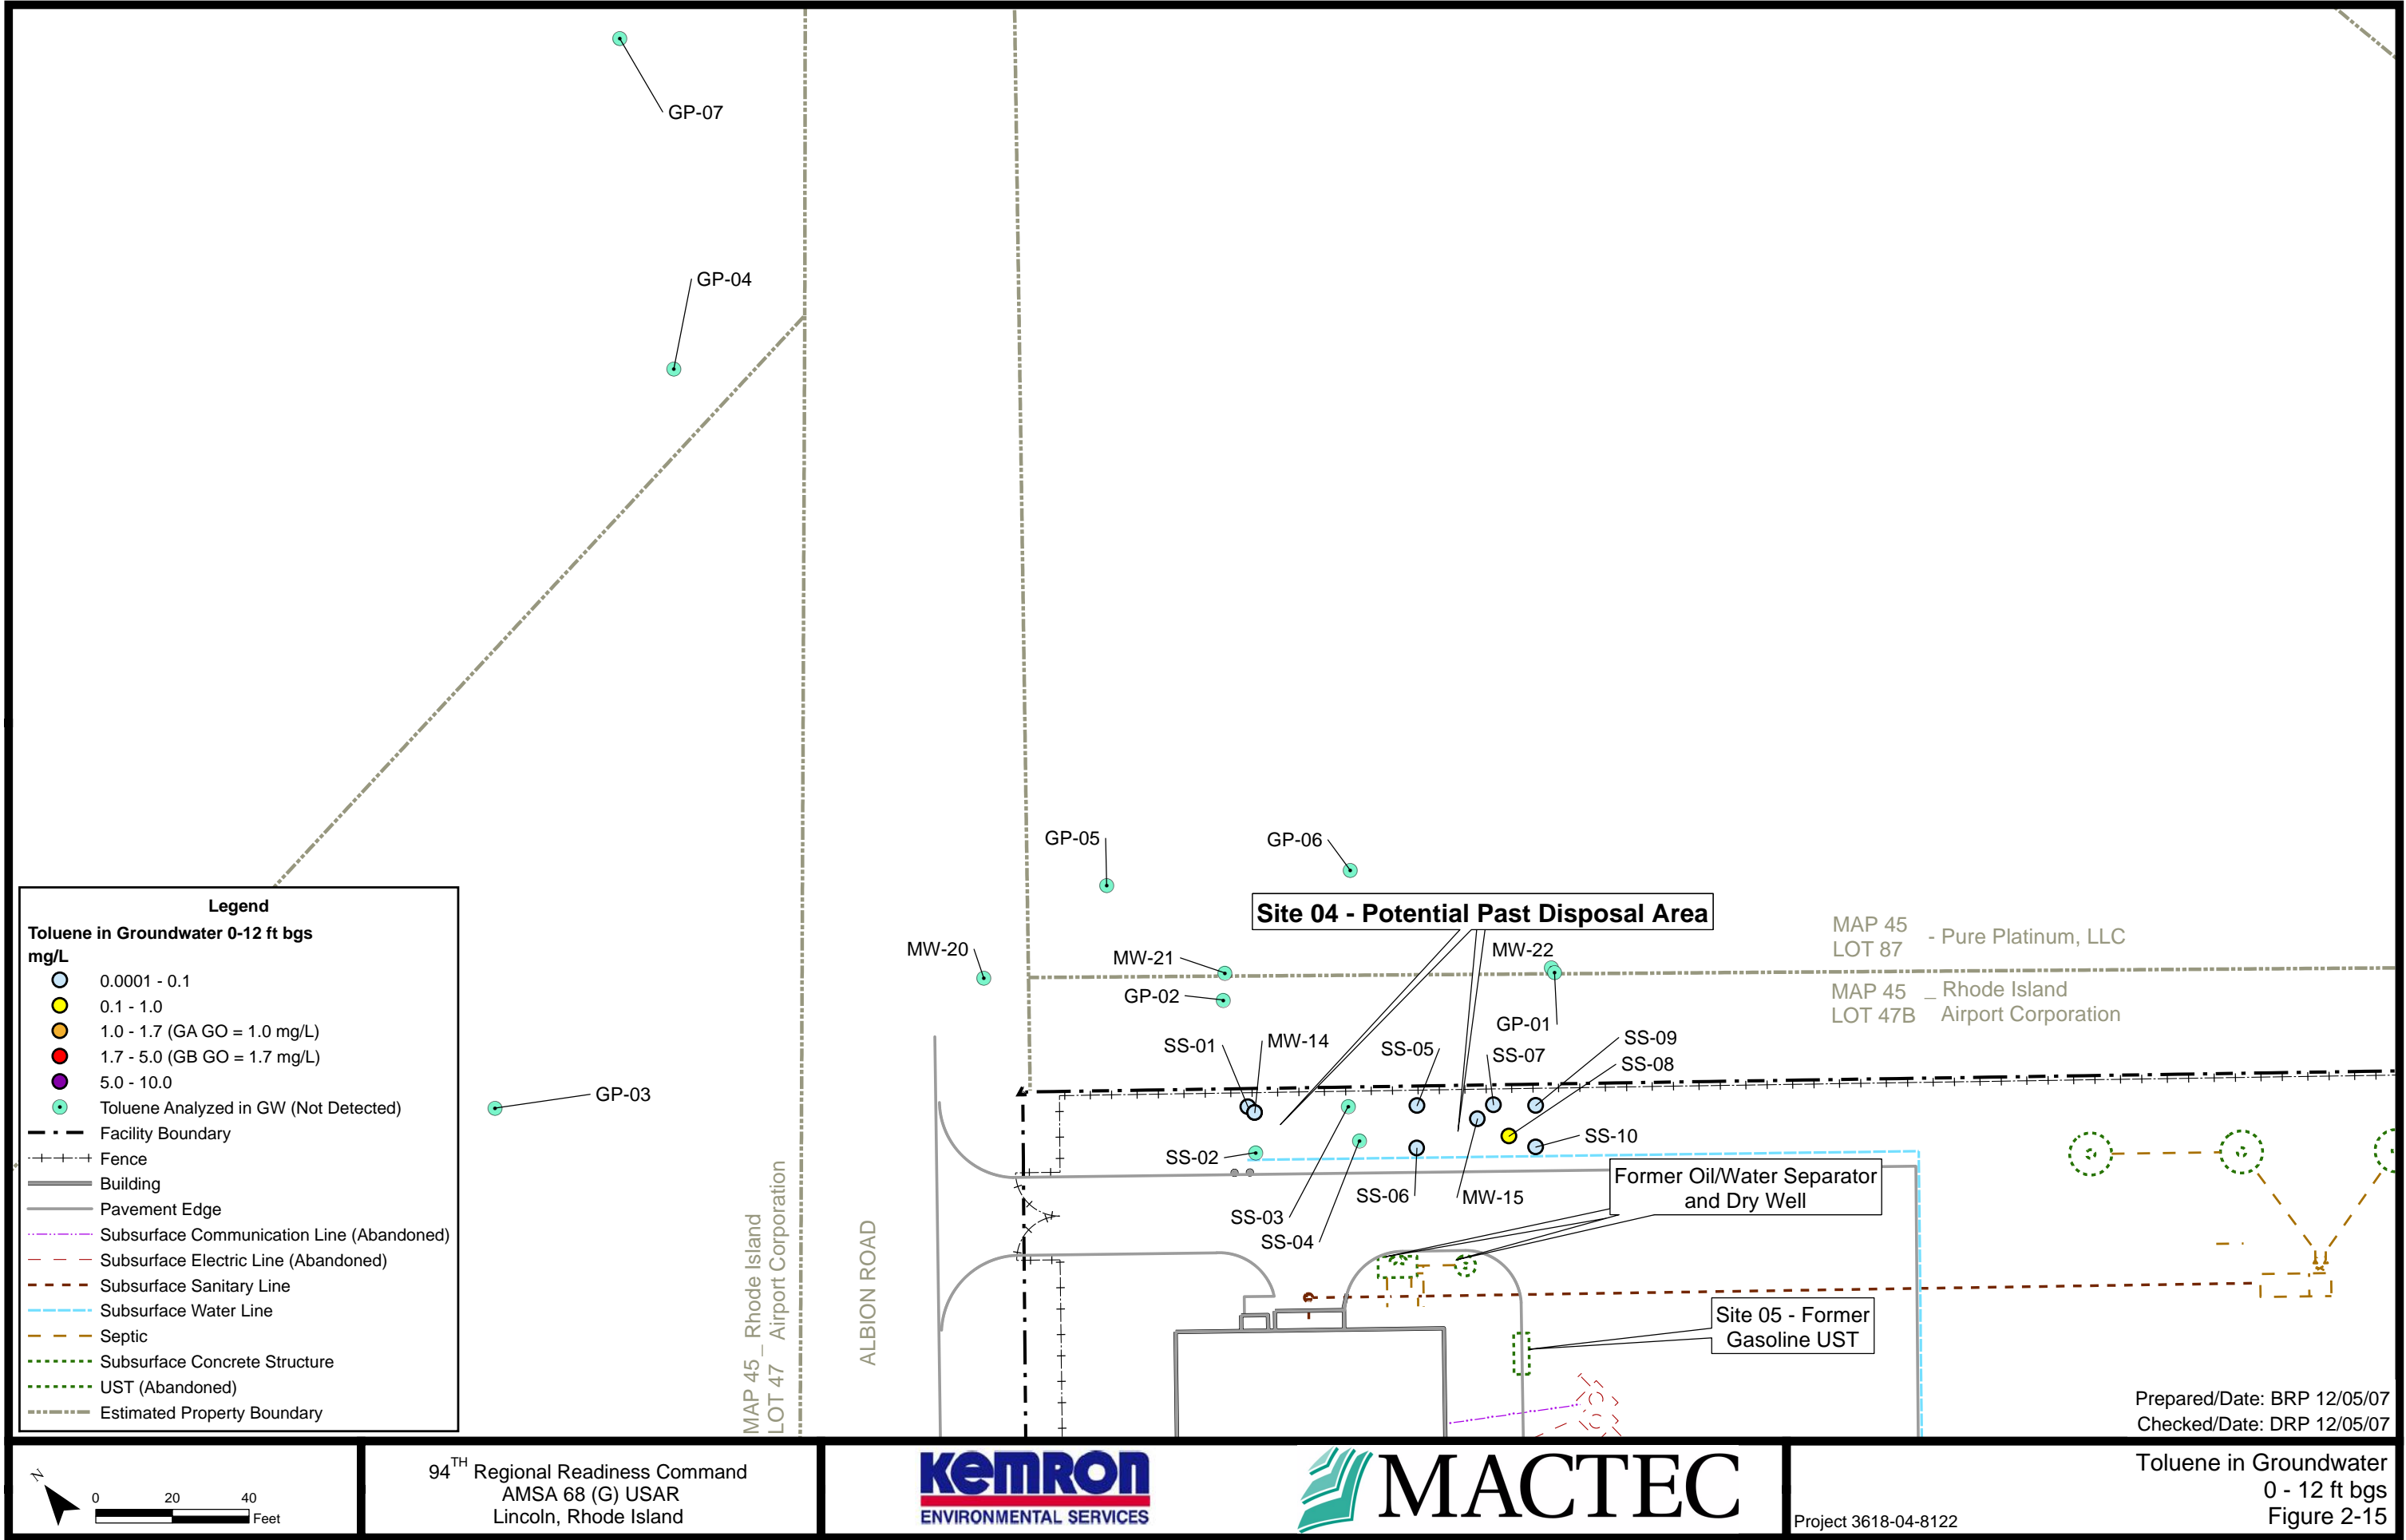 GP-07
GP-04
GP-05
GP-06
Site 04 - Potential Past Disposal Area
MW-20
MW-21
MW-22
GP-02
GP-01
MAP 45
LOT 87 - Pure Platinum, LLC
MAP 45 _ Rhode Island
LOT 47B Airport Corporation
SS-01
MW-14
SS-05
SS-07
SS-09
SS-08
GP-03
SS-02
SS-10
SS-06
MW-15
SS-03
SS-04
Former Oil/Water Separator
and Dry Well
Site 05 - Former
Gasoline UST
MAP 45 _ Rhode Island
LOT 47 Airport Corporation
ALBION ROAD
Legend
Toluene in Groundwater 0-12 ft bgs
mg/L
0.0001 - 0.1
0.1 - 1.0
1.0 - 1.7 (GA GO = 1.0 mg/L)
1.7 - 5.0 (GB GO = 1.7 mg/L)
5.0 - 10.0
Toluene Analyzed in GW (Not Detected)
Facility Boundary
Fence
Building
Pavement Edge
Subsurface Communication Line (Abandoned)
Subsurface Electric Line (Abandoned)
Subsurface Sanitary Line
Subsurface Water Line
Septic
Subsurface Concrete Structure
UST (Abandoned)
Estimated Property Boundary
Prepared/Date: BRP 12/05/07
Checked/Date: DRP 12/05/07
N
0 20 40
Feet
94TH Regional Readiness Command
AMSA 68 (G) USAR
Lincoln, Rhode Island
KEMRON
ENVIRONMENTAL SERVICES
MACTEC
Project 3618-04-8122
Toluene in Groundwater
0 - 12 ft bgs
Figure 2-15